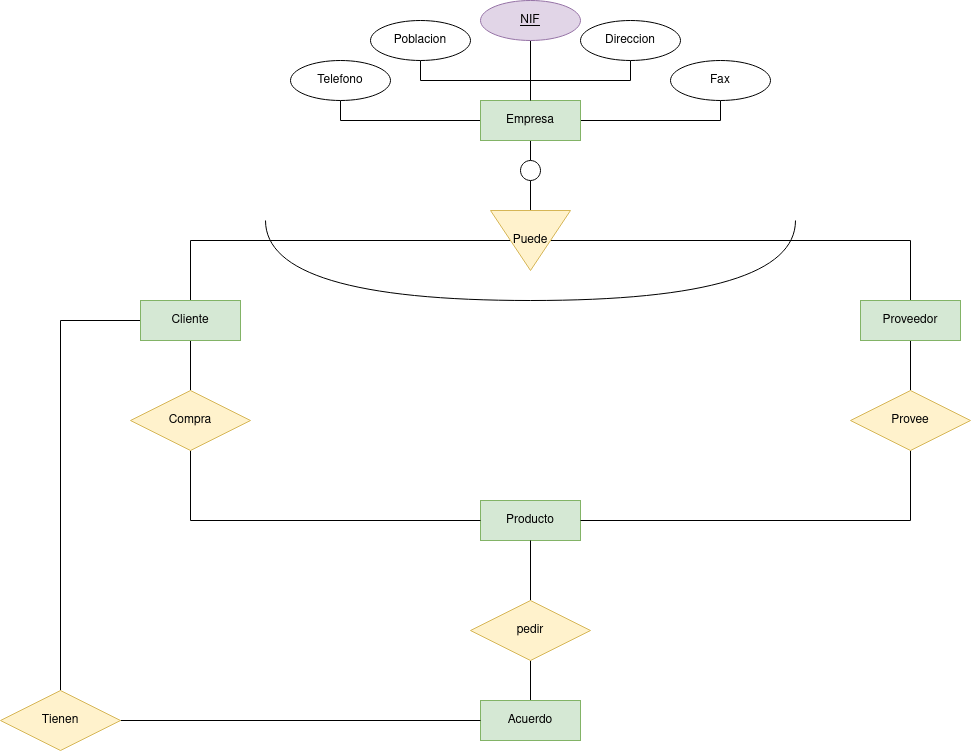 NIF
Poblacion
Direccion
Telefono
Fax
Empresa
Puede
Cliente
Proveedor
Compra
Provee
Producto
pedir
Tienen
Acuerdo